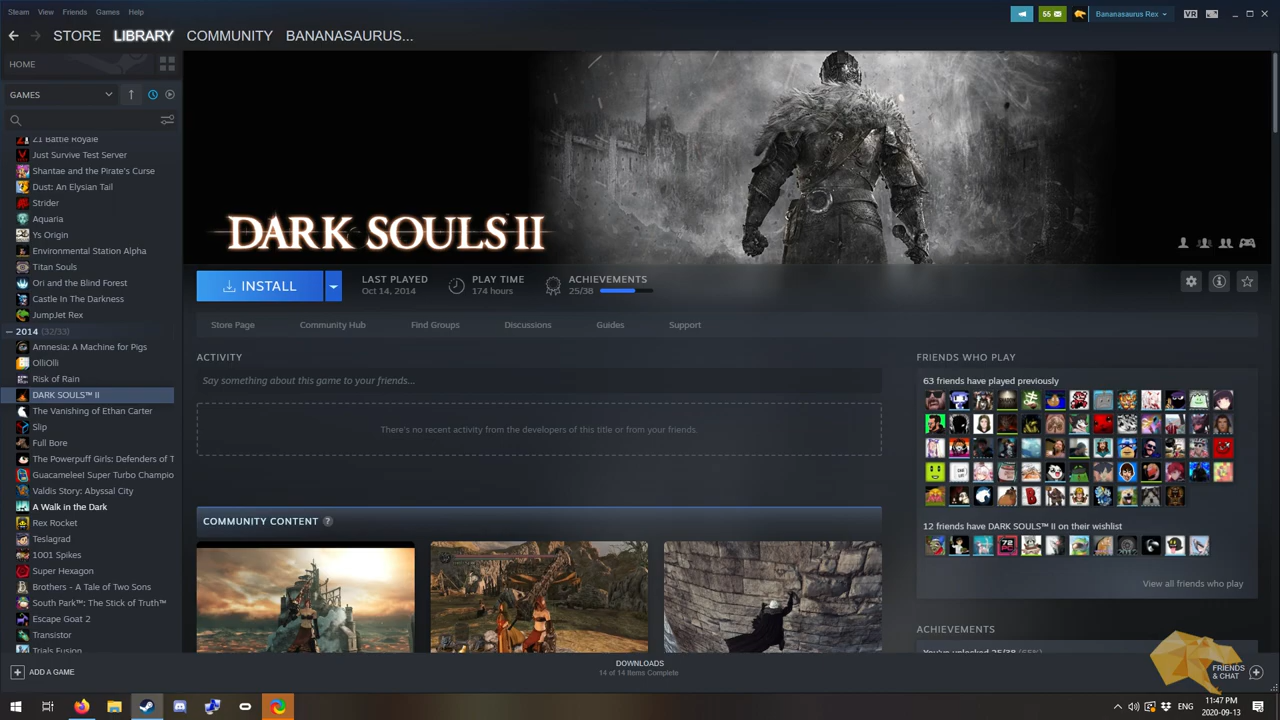 Steam View Friends Games Help
55
Bananasaurus Rex
VR
STORE LIBRARY COMMUNITY BANANASAURUS...
HOME
GAMES
Z1 Battle Royale
Just Survive Test Server
Shantae and the Pirate's Curse
Dust: An Elysian Tail
Strider
Aquaria
Ys Origin
Environmental Station Alpha
Titan Souls
Ori and the Blind Forest
Castle In The Darkness
JumpJet Rex
2014 (32/33)
Amnesia: A Machine for Pigs
OlliOlli
Risk of Rain
DARK SOULS™ II
The Vanishing of Ethan Carter
Slip
Full Bore
The Powerpuff Girls: Defenders of T
Guacamelee! Super Turbo Champio
Valdis Story: Abyssal City
A Walk in the Dark
Rex Rocket
Teslagrad
1001 Spikes
Super Hexagon
Brothers - A Tale of Two Sons
South Park™: The Stick of Truth™
Escape Goat 2
Transistor
Trials Fusion
ADD A GAME
DARK SOULS II
INSTALL
LAST PLAYED
Oct 14, 2014
PLAY TIME
174 hours
ACHIEVEMENTS
25/38
Store Page Community Hub Find Groups Discussions Guides Support
ACTIVITY
Say something about this game to your friends...
There's no recent activity from the developers of this title or from your friends.
COMMUNITY CONTENT ?
FRIENDS WHO PLAY
63 friends have played previously
12 friends have DARK SOULS™ II on their wishlist
View all friends who play
ACHIEVEMENTS
You've unlocked 25/38 (65%)
DOWNLOADS
14 of 14 Items Complete
FRIENDS
& CHAT
ENG
11:47 PM
2020-09-13